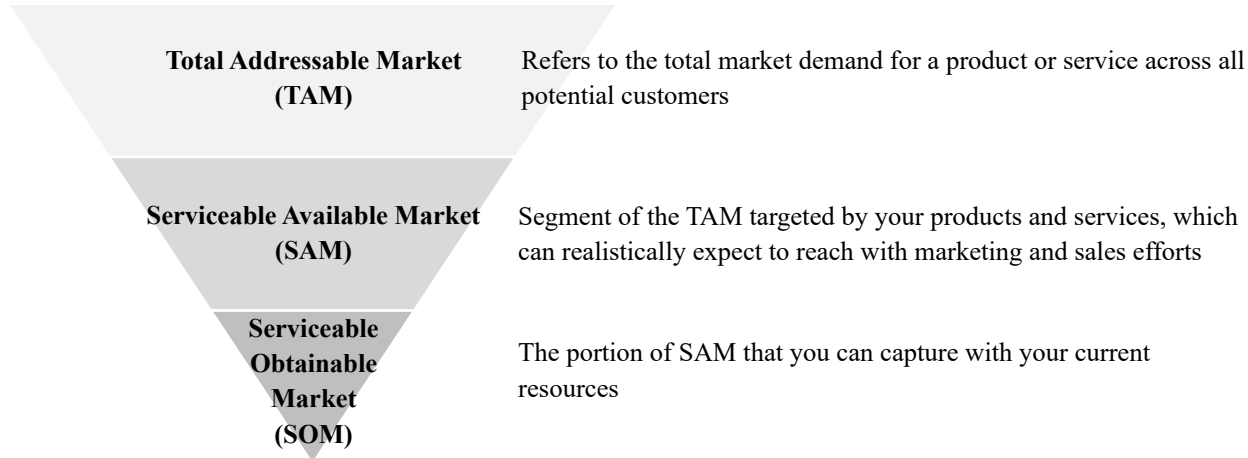 Total Addressable Market
(TAM)
Refers to the total market demand for a product or service across all
potential customers
Serviceable Available Market
(SAM)
Segment of the TAM targeted by your products and services, which
can realistically expect to reach with marketing and sales efforts
Serviceable
Obtainable
Market
(SOM)
The portion of SAM that you can capture with your current
resources